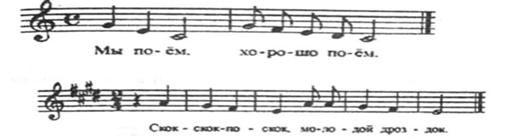 Мы по-ём. хо-ро-шо по-ём.
Скок - скок-по - скок, мо-ло - дой дроз - док.